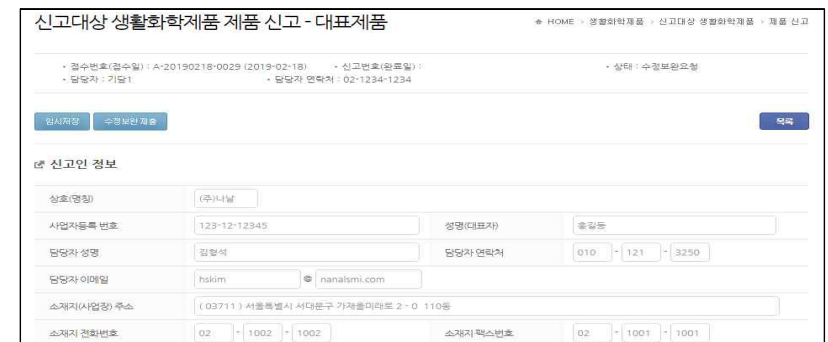 신고대상 생활화학제품 제품 신고 - 대표제품
HOME > 생활화학제품 > 신고대상 생활화학제품 > 제품 신고
• 접수번호(접수일) : A-20190218-0029 (2019-02-18) • 신고번호(완료일) : • 상태 : 수정보완요청
• 담당자 : 기담1 • 담당자 연락처 : 02-1234-1234
임시저장 수정보완 제출 목록
신고인 정보
상호(명칭) (주)나날
사업자등록 번호 123-12-12345 성명(대표자) 홍길동
담당자 성명 김형석 담당자 연락처 010 - 121 - 3250
담당자 이메일 hskim @ nanalsmi.com
소재지(사업장) 주소 ( 03711 ) 서울특별시 서대문구 가재울미래로 2 - 0 110동
소재지 전화번호 02 - 1002 - 1002 소재지 팩스번호 02 - 1001 - 1001